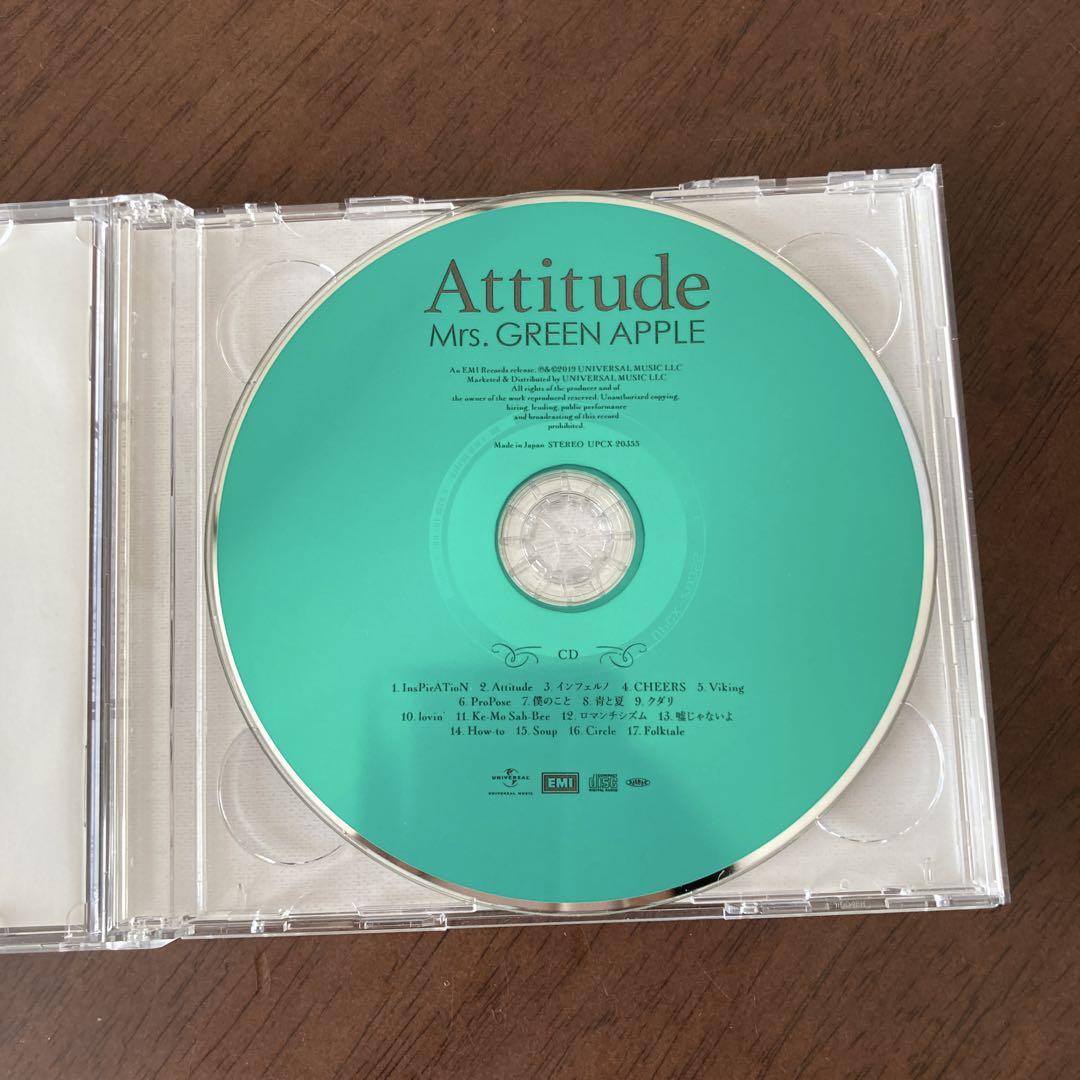 Attitude
Mrs. GREEN APPLE
An EMI Records release. ℗&©2019 UNIVERSAL MUSIC LLC
Marketed & Distributed by UNIVERSAL MUSIC LLC
All rights of the producer and of
the owner of the work reproduced reserved. Unauthorized copying,
hiring, lending, public performance
and broadcasting of this record
prohibited.
Made in Japan STEREO UPCX-20355
CD
1. InsPirATioN 2. Attitude 3. インフェルノ 4. CHEERS 5. Viking
6. ProPose 7. 僕のこと 8. 青と夏 9. クダリ
10. lovin' 11. Ke-Mo Sah-Bee 12. ロマンチシズム 13. 嘘じゃないよ
14. How-to 15. Soup 16. Circle 17. Folktale
UNIVERSAL
UNIVERSAL MUSIC
EMI
COMPACT
disc
DIGITAL AUDIO